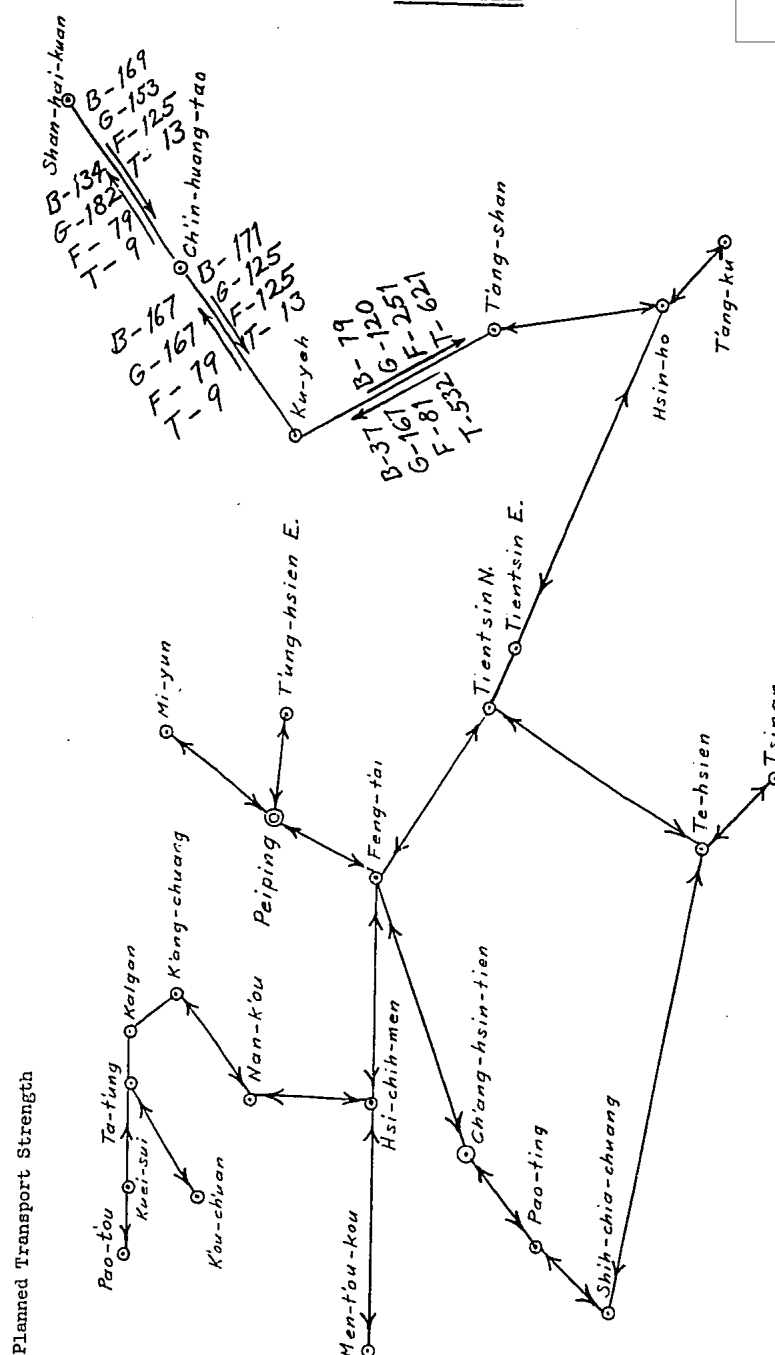 Planned Transport Strength
Shan-hai-kuan
B-169
G-153
F-125
T- 13
B-134
G-182
F- 79
T- 9
Ch'in-huang-tao
B-171
G-125
F-125
T- 13
B-167
G-167
F- 79
T- 9
Ku-yeh
B- 79
G-120
F-251
T-621
B-37
G-167
F-81
T-532
T'ang-shan
Hsin-ho
T'ang-ku
Tientsin E.
Tientsin N.
Mi-yun
T'ung-hsien E.
Peiping
Feng-tai
K'ang-chuang
Kalgan
Nan-k'ou
Ta-t'ung
Kuei-sui
Pao-t'ou
K'ou-ch'uan
Hsi-chih-men
Men-t'ou-kou
Ch'ang-hsin-tien
Pao-ting
Shih-chia-chuang
Te-hsien